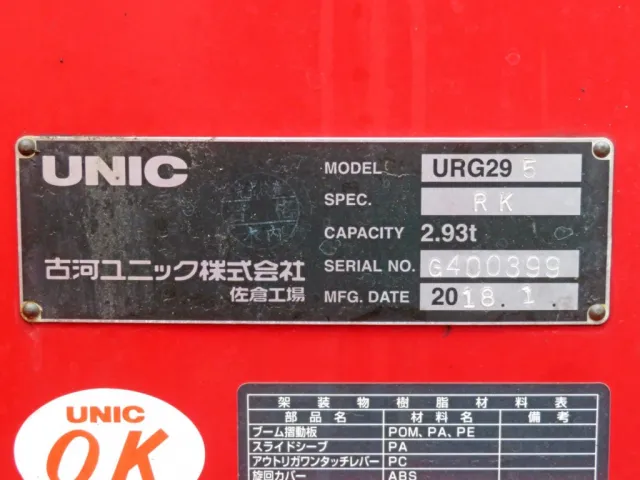 UNIC
MODEL URG295
SPEC. RK
CAPACITY 2.93t
古河ユニック株式会社
佐倉工場
SERIAL NO. G400399
MFG. DATE 2018.1.
UNIC
OK
架装物樹脂材料表
部品名 材料名 備考
ブーム摺動板 POM, PA, PE
スライドシーブ PA
アウトリガワンタッチレバー PC
旋回カバー ABS